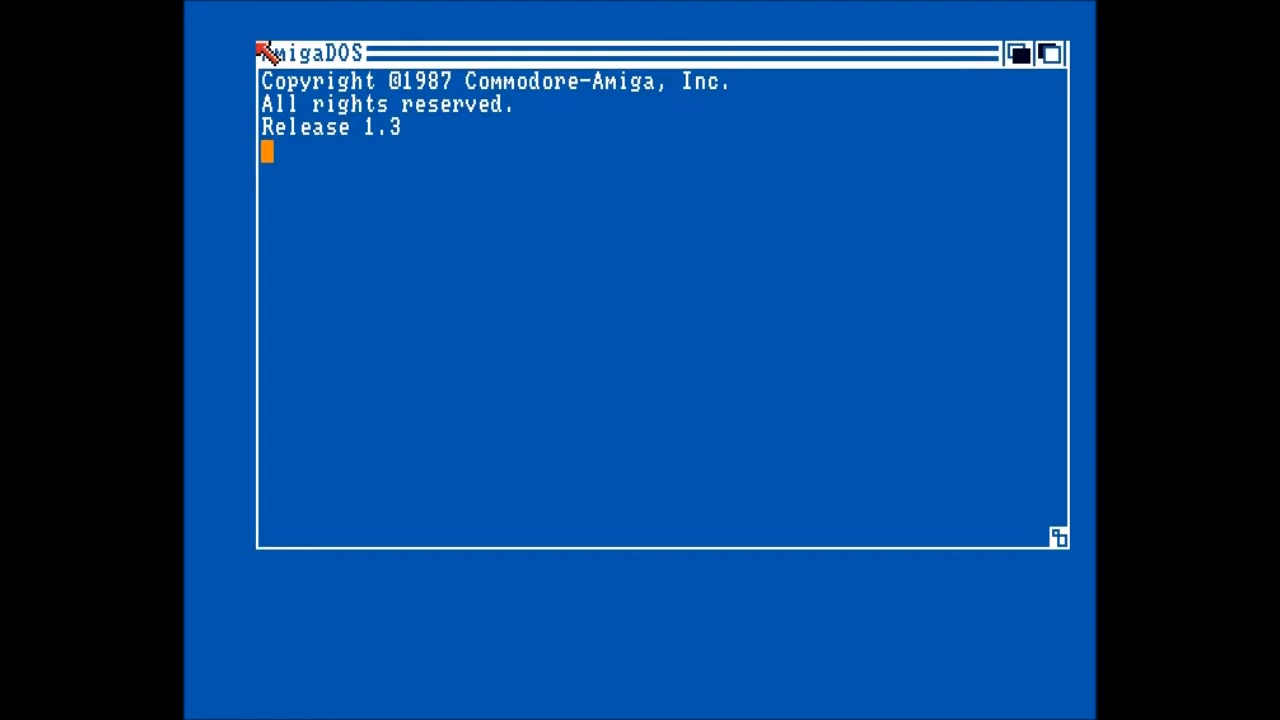 AmigaDOS
Copyright ©1987 Commodore-Amiga, Inc.
All rights reserved.
Release 1.3